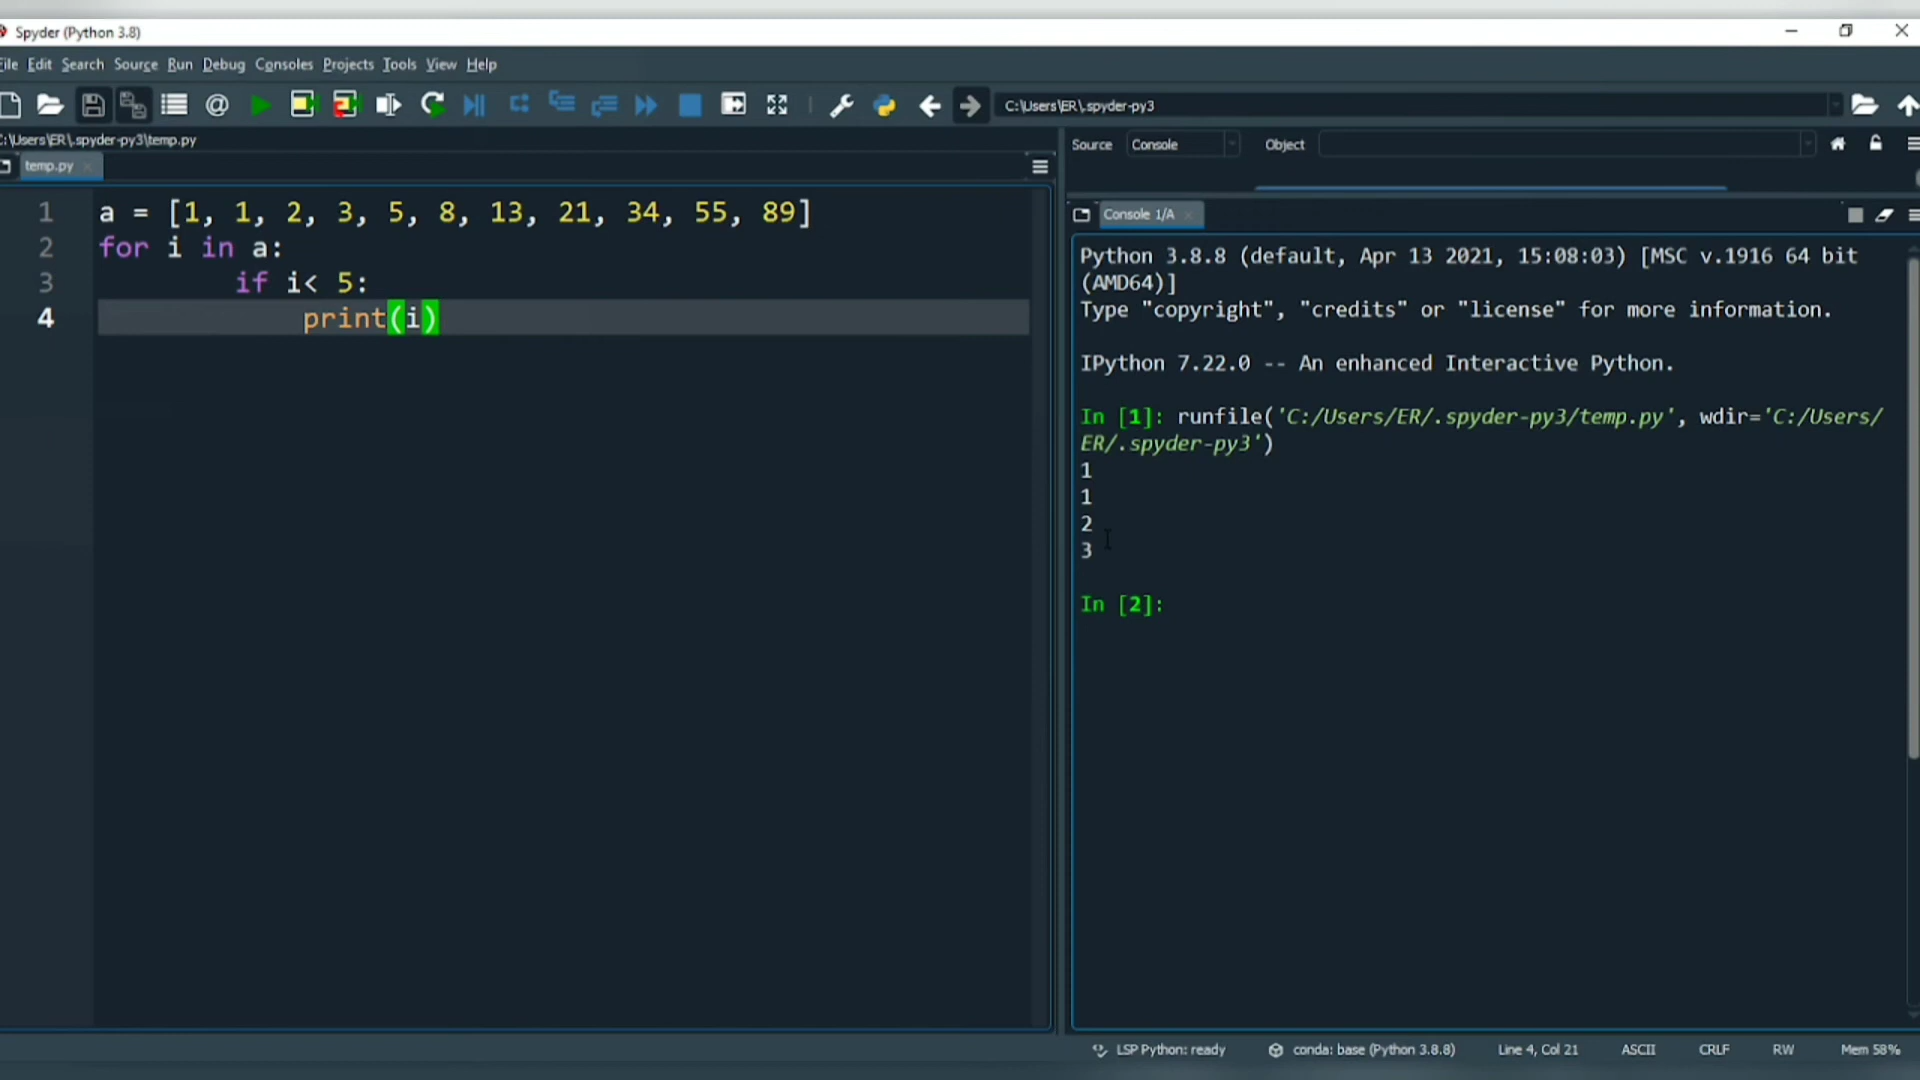 Spyder (Python 3.8)
File Edit Search Source Run Debug Consoles Projects Tools View Help
C:\Users\ER\.spyder-py3
C:\Users\ER\.spyder-py3\temp.py
temp.py
1 a = [1, 1, 2, 3, 5, 8, 13, 21, 34, 55, 89]
2 for i in a:
3 if i< 5:
4 print(i)
Source Console Object
Console 1/A
Python 3.8.8 (default, Apr 13 2021, 15:08:03) [MSC v.1916 64 bit
(AMD64)]
Type "copyright", "credits" or "license" for more information.
IPython 7.22.0 -- An enhanced Interactive Python.
In [1]: runfile('C:/Users/ER/.spyder-py3/temp.py', wdir='C:/Users/
ER/.spyder-py3')
1
1
2
3
In [2]:
LSP Python: ready conda: base (Python 3.8.8) Line 4, Col 21 ASCII CRLF RW Mem 58%